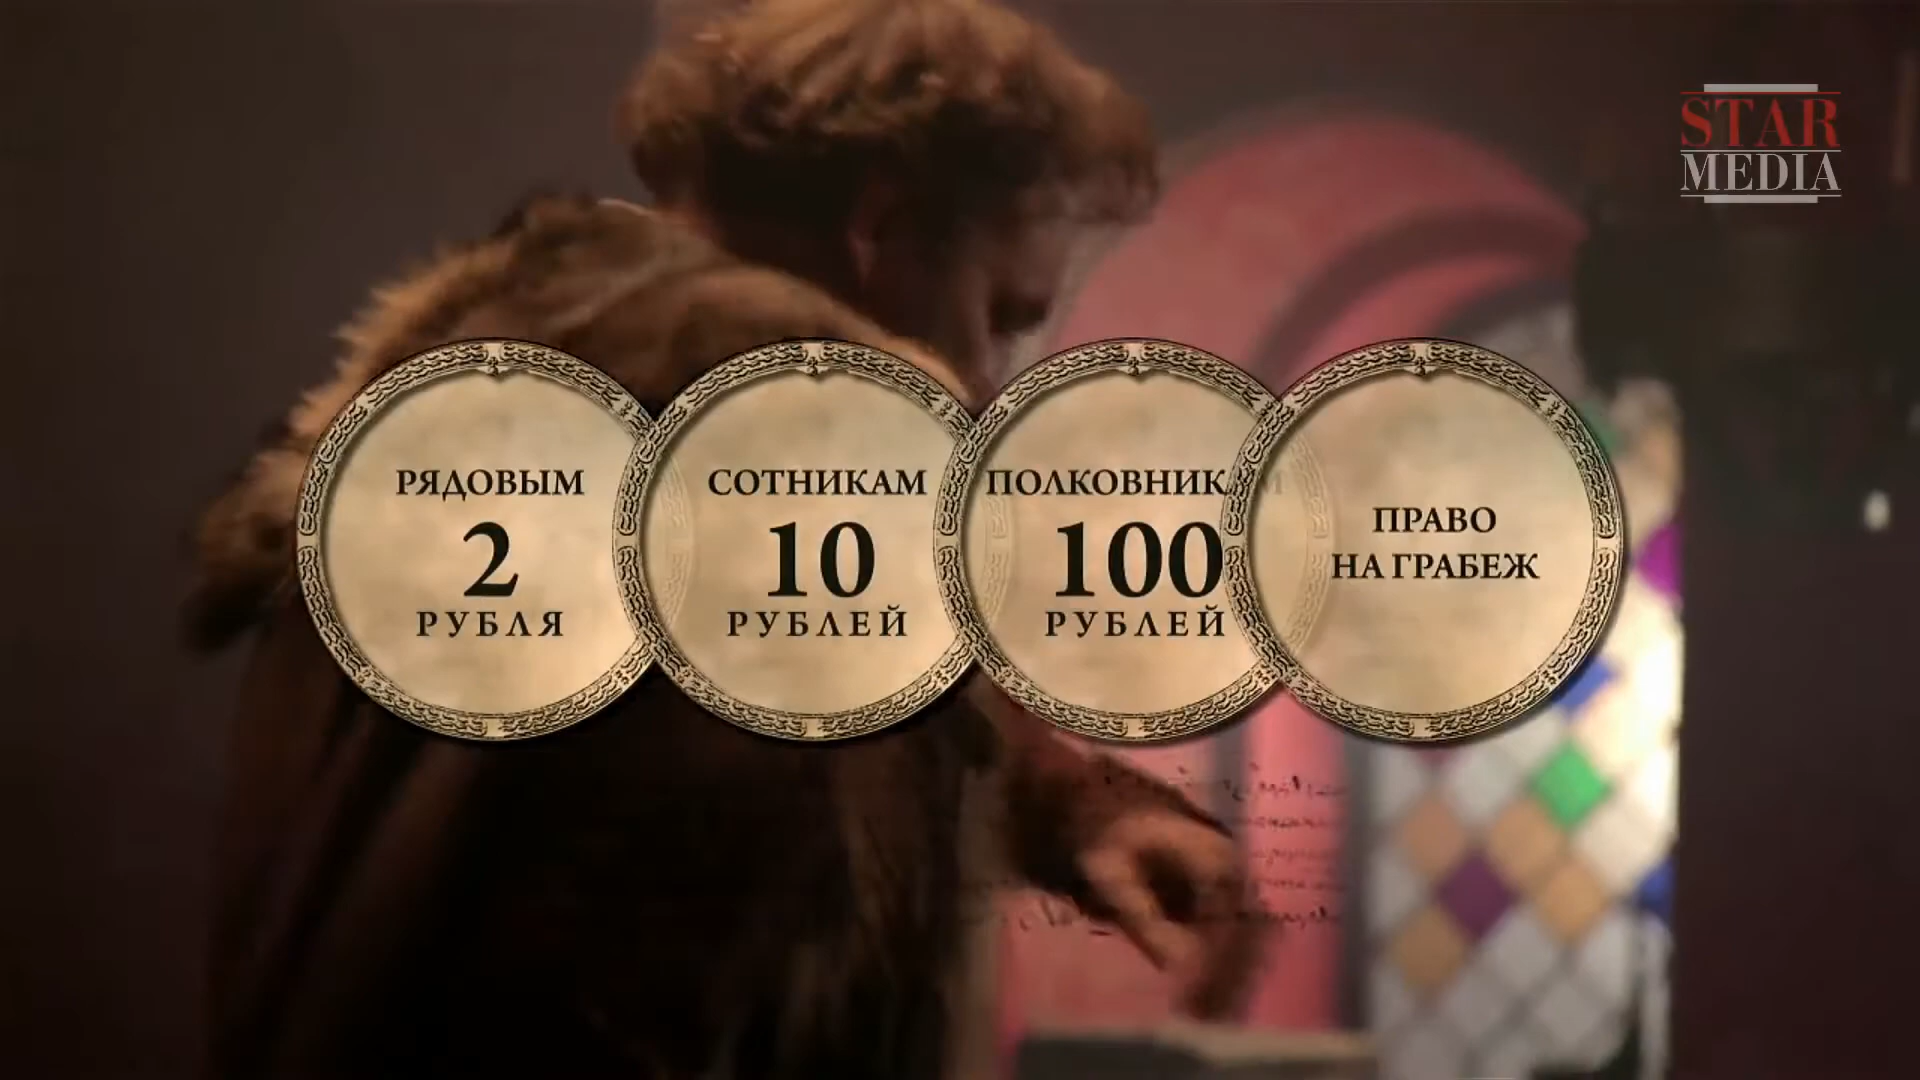 STAR
MEDIA
РЯДОВЫМ
2
РУБЛЯ
СОТНИКАМ
10
РУБЛЕЙ
ПОЛКОВНИКАМ
100
РУБЛЕЙ
ПРАВО
НА ГРАБЕЖ